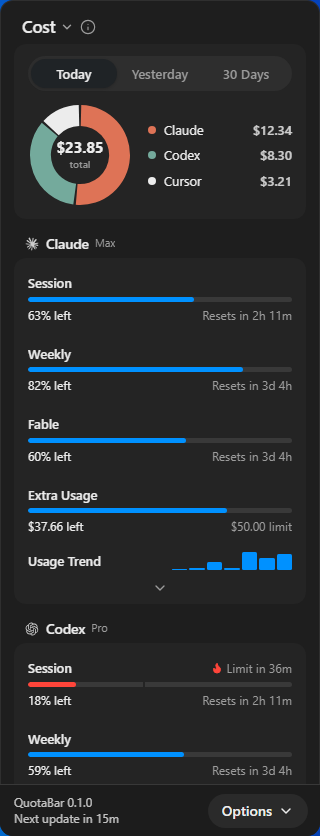 Cost
Today Yesterday 30 Days
$23.85
total
Claude $12.34
Codex $8.30
Cursor $3.21
Claude Max
Session
63% left Resets in 2h 11m
Weekly
82% left Resets in 3d 4h
Fable
60% left Resets in 3d 4h
Extra Usage
$37.66 left $50.00 limit
Usage Trend
Codex Pro
Session Limit in 36m
18% left Resets in 2h 11m
Weekly
59% left Resets in 3d 4h
QuotaBar 0.1.0
Next update in 15m
Options